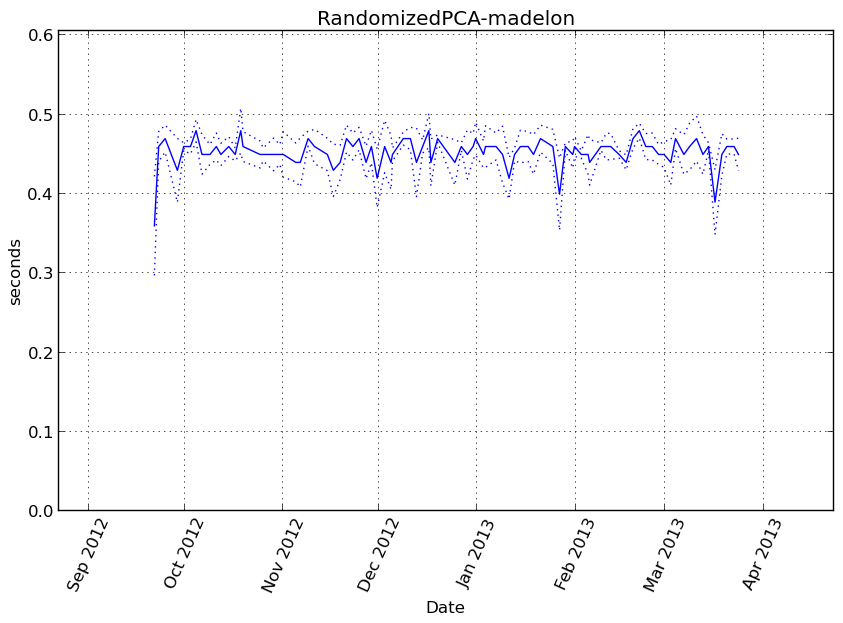 RandomizedPCA-madelon
0.6
0.5
0.4
0.3
0.2
0.1
0.0
seconds
Sep 2012
Oct 2012
Nov 2012
Dec 2012
Jan 2013
Feb 2013
Mar 2013
Apr 2013
Date